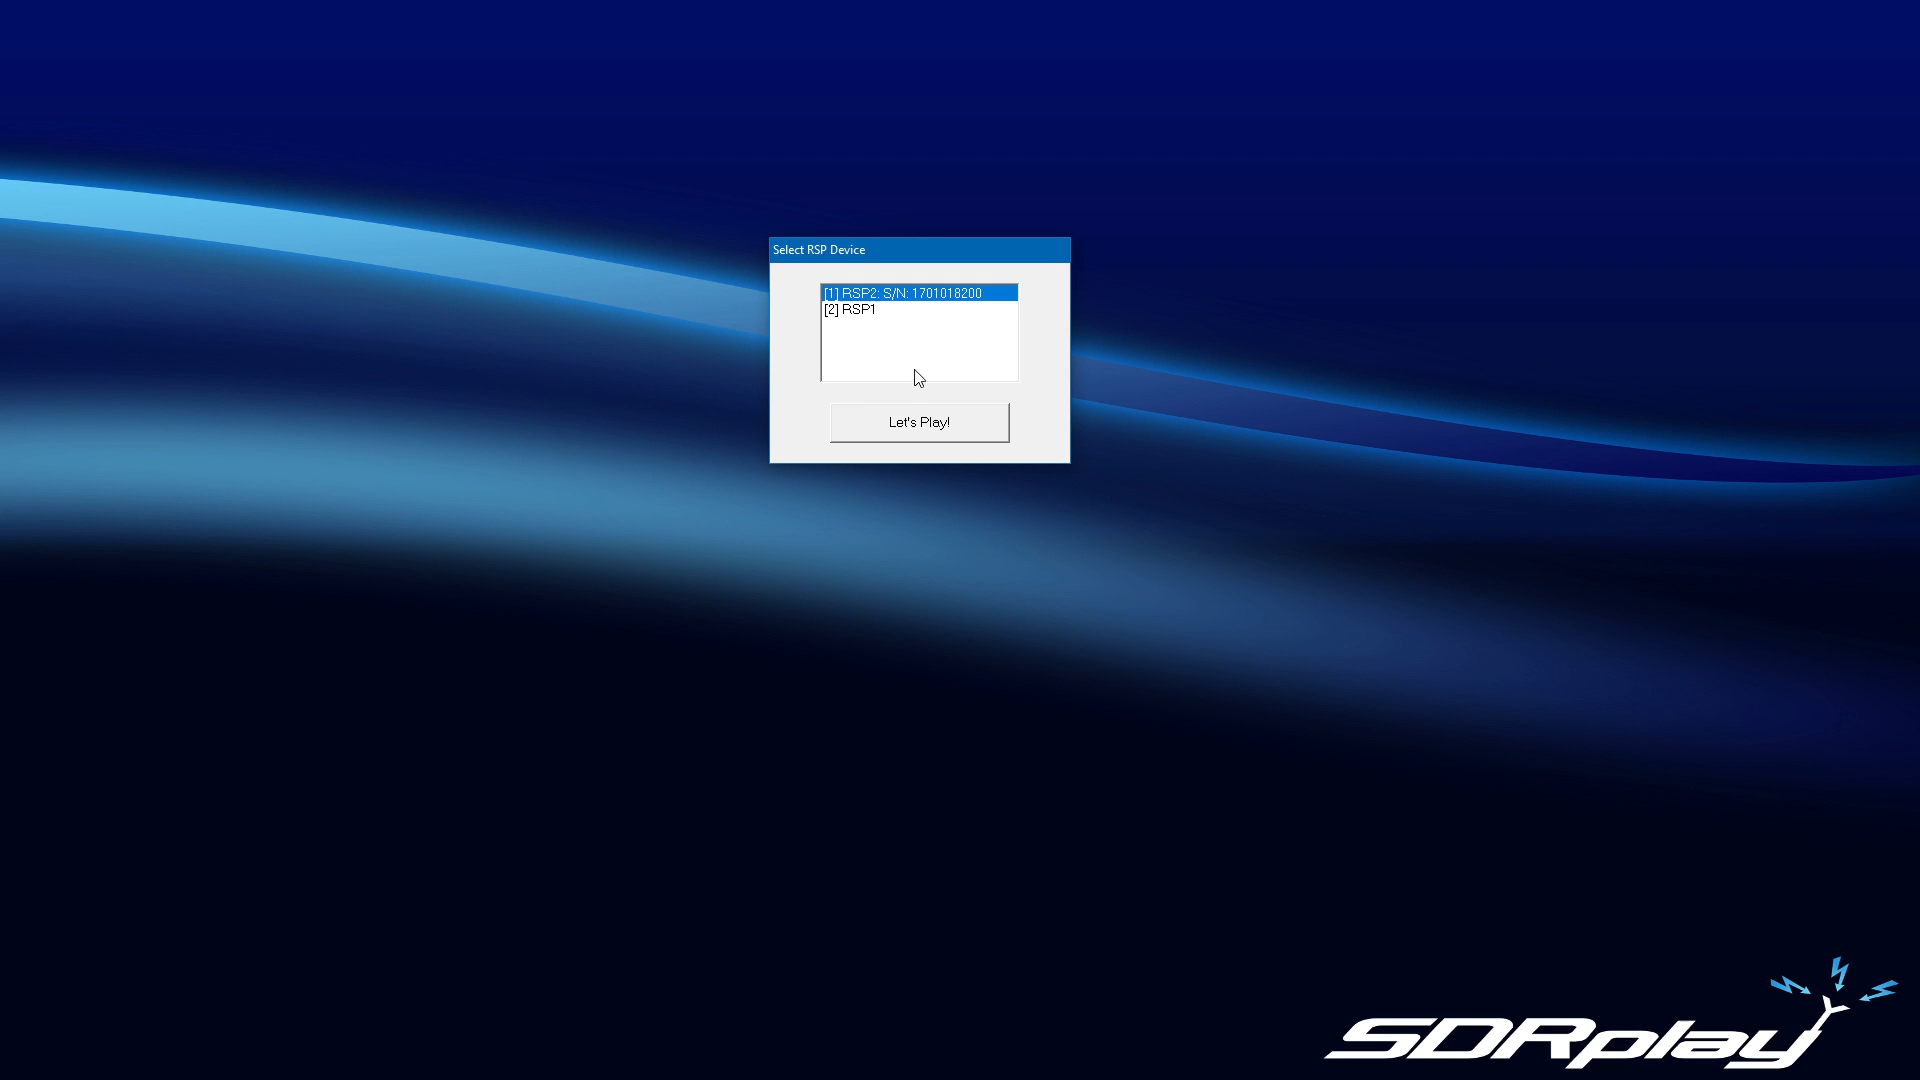 Select RSP Device
[1] RSP2: S/N: 1701018200
[2] RSP1
Let's Play!
SDRplay